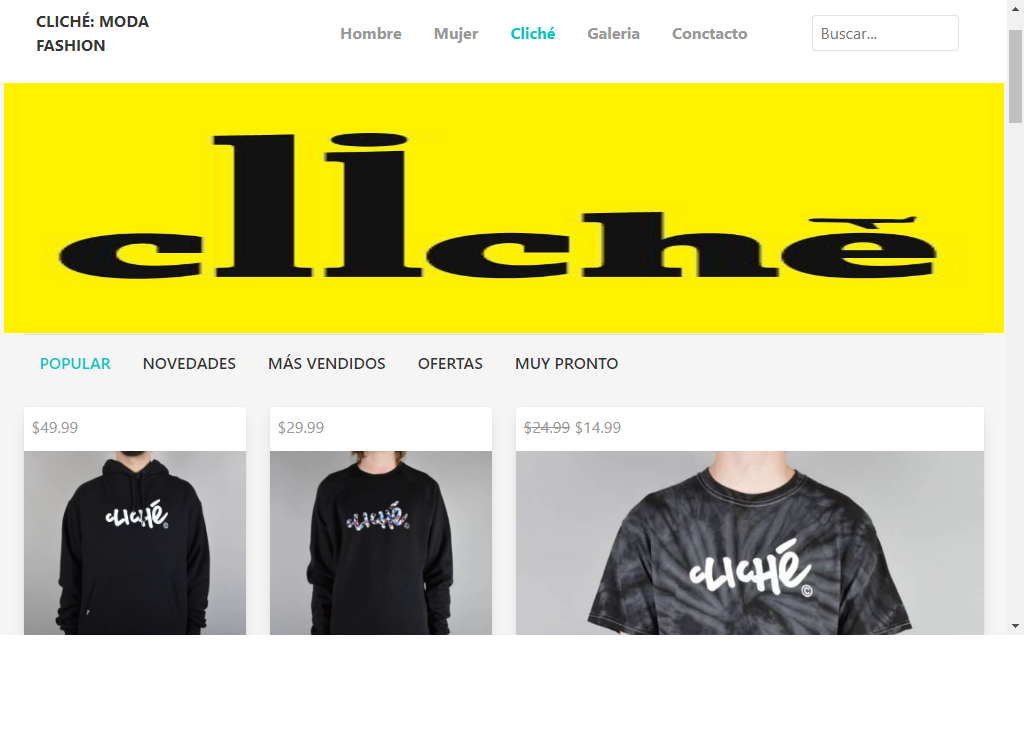 CLICHÉ: MODA
FASHION
Hombre Mujer Cliché Galeria Conctacto
Buscar...
clichē
POPULAR NOVEDADES MÁS VENDIDOS OFERTAS MUY PRONTO
$49.99 $29.99 $24.99 $14.99
CLICHÉ©
CLICHÉ
CLICHÉ©